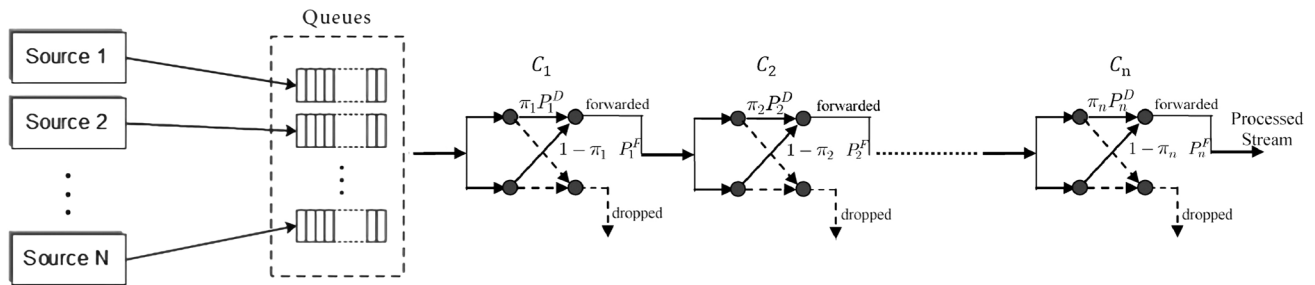 Queues
Source 1
Source 2
Source N
C₁
π₁P₁ᴰ
forwarded
1 − π₁
P₁ᶠ
dropped
C₂
π₂P₂ᴰ
forwarded
1 − π₂
P₂ᶠ
dropped
Cₙ
πₙPₙᴰ
forwarded
1 − πₙ
Pₙᶠ
dropped
Processed
Stream